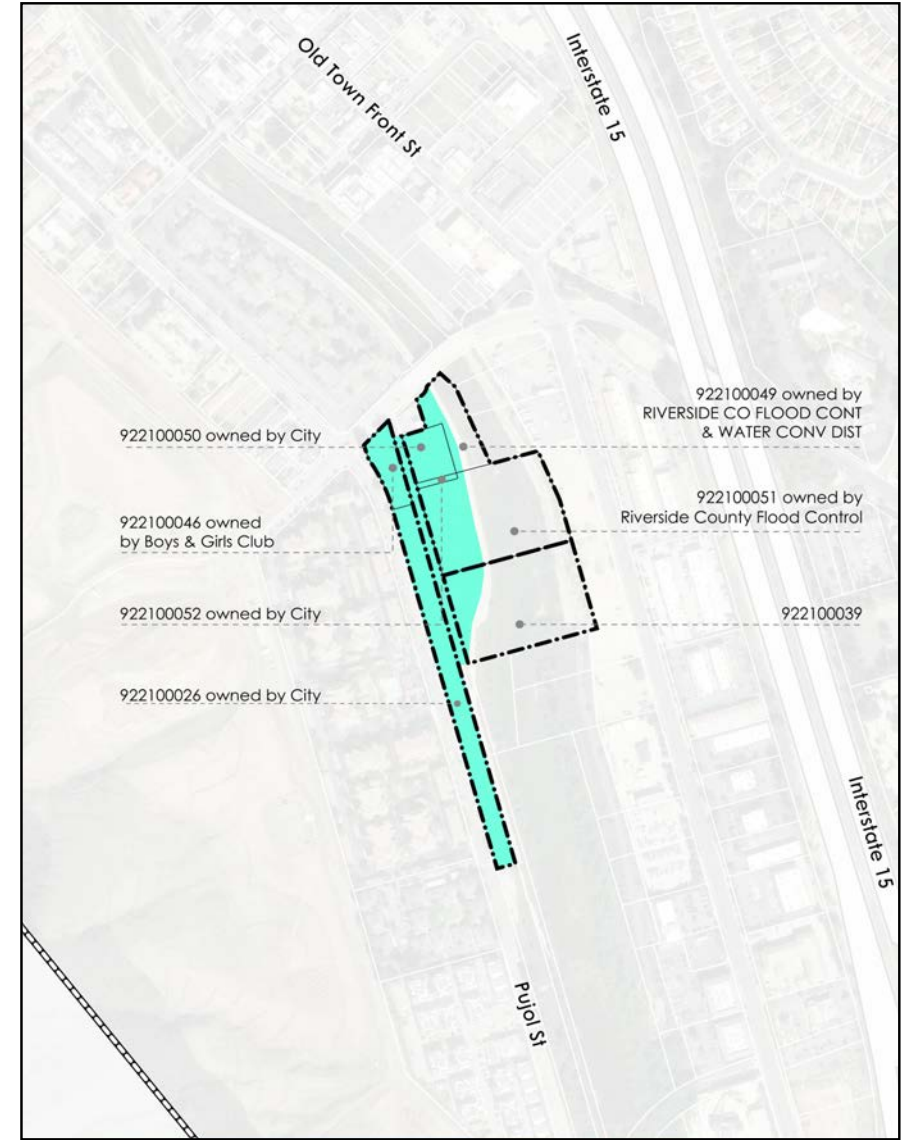 Old Town Front St
Interstate 15
922100049 owned by
RIVERSIDE CO FLOOD CONT
& WATER CONV DIST
922100050 owned by City
922100051 owned by
Riverside County Flood Control
922100046 owned
by Boys & Girls Club
922100052 owned by City
922100039
922100026 owned by City
Interstate 15
Pujol St